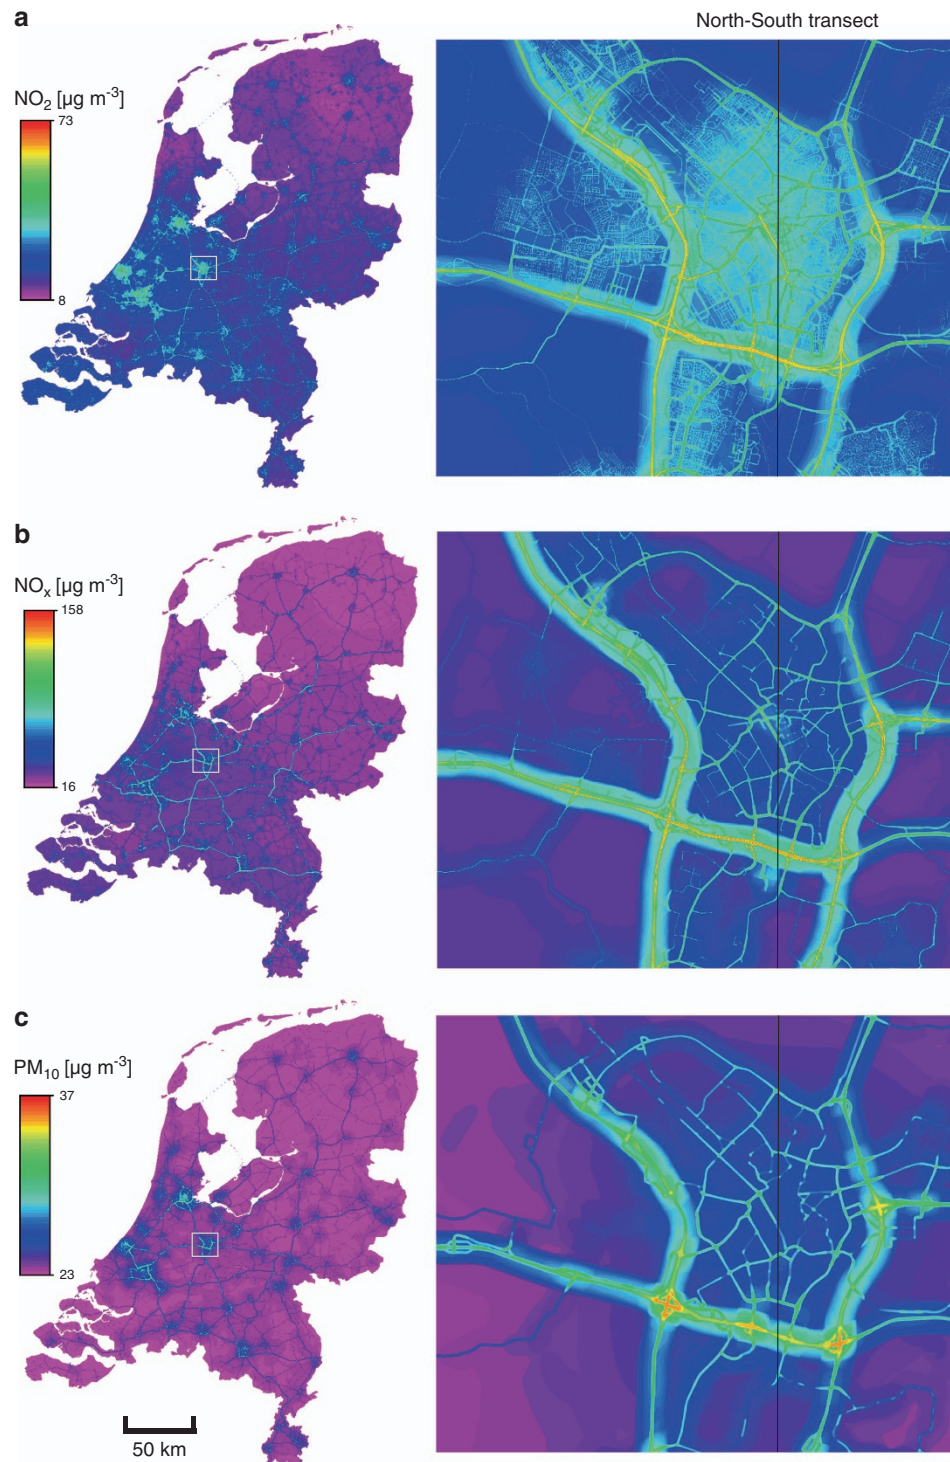 a
North-South transect
NO2 [µg m-3]
73
8
b
NOx [µg m-3]
158
16
c
PM10 [µg m-3]
37
23
50 km